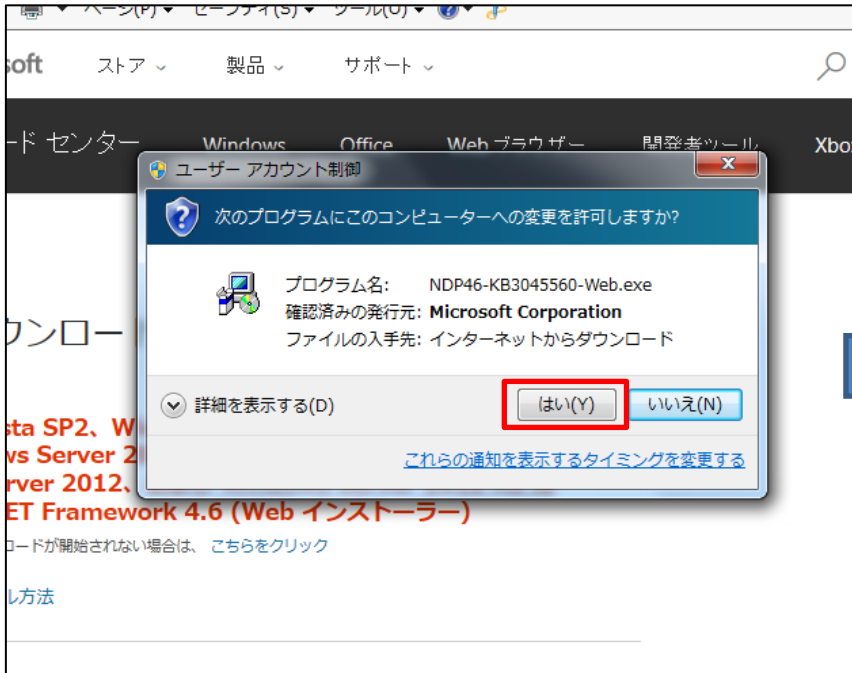 ページ(P) セーフティ(S) ツール(O)
soft ストア 製品 サポート
ード センター Windows Office Web ブラウザー 開発者ツール Xbo
ユーザー アカウント制御
次のプログラムにこのコンピューターへの変更を許可しますか?
プログラム名: NDP46-KB3045560-Web.exe
確認済みの発行元: Microsoft Corporation
ファイルの入手先: インターネットからダウンロード
ウンロー
詳細を表示する(D) はい(Y) いいえ(N)
これらの通知を表示するタイミングを変更する
sta SP2、W
ws Server 2
rver 2012、
ET Framework 4.6 (Web インストーラー)
ロードが開始されない場合は、 こちらをクリック
ル方法